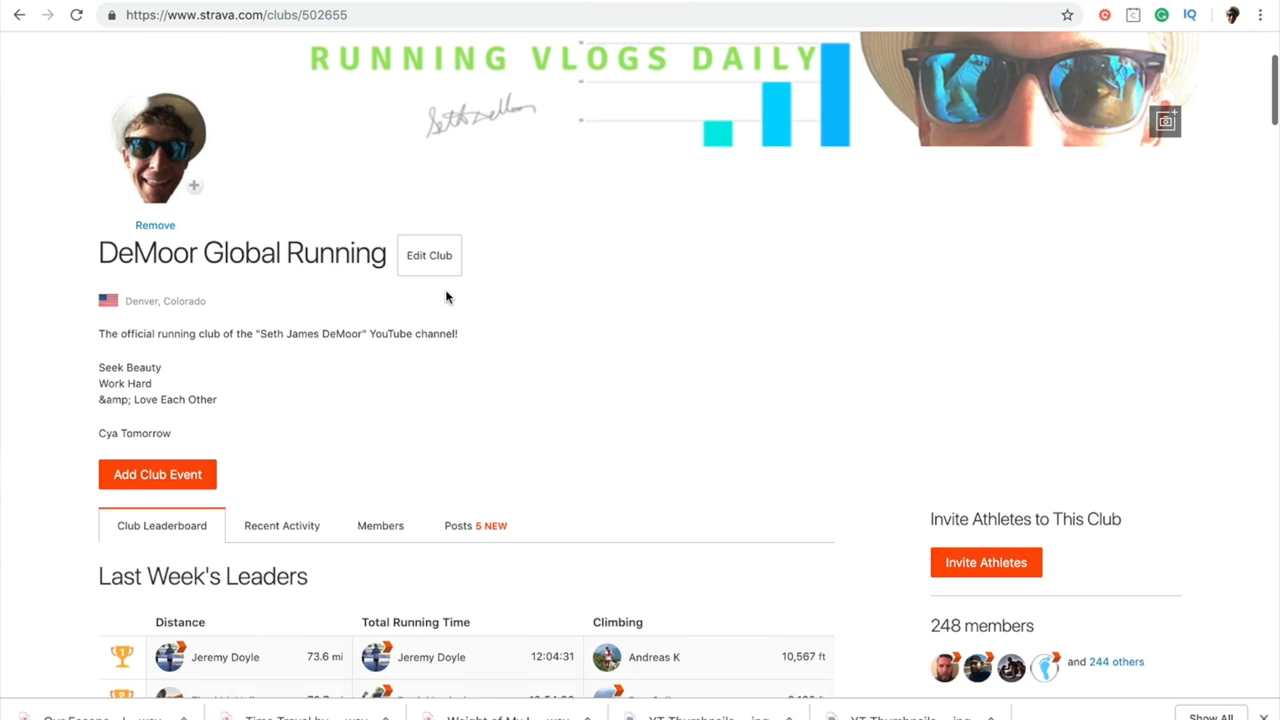 https://www.strava.com/clubs/502655
RUNNING VLOGS DAILY
Seth DeMoor
Remove
DeMoor Global Running
Edit Club
Denver, Colorado
The official running club of the "Seth James DeMoor" YouTube channel!
Seek Beauty
Work Hard
&amp; Love Each Other
Cya Tomorrow
Add Club Event
Club Leaderboard Recent Activity Members Posts 5 NEW
Invite Athletes to This Club
Invite Athletes
Last Week's Leaders
Distance Total Running Time Climbing
1 Jeremy Doyle 73.6 mi Jeremy Doyle 12:04:31 Andreas K 10,567 ft
248 members
and 244 others
Show All